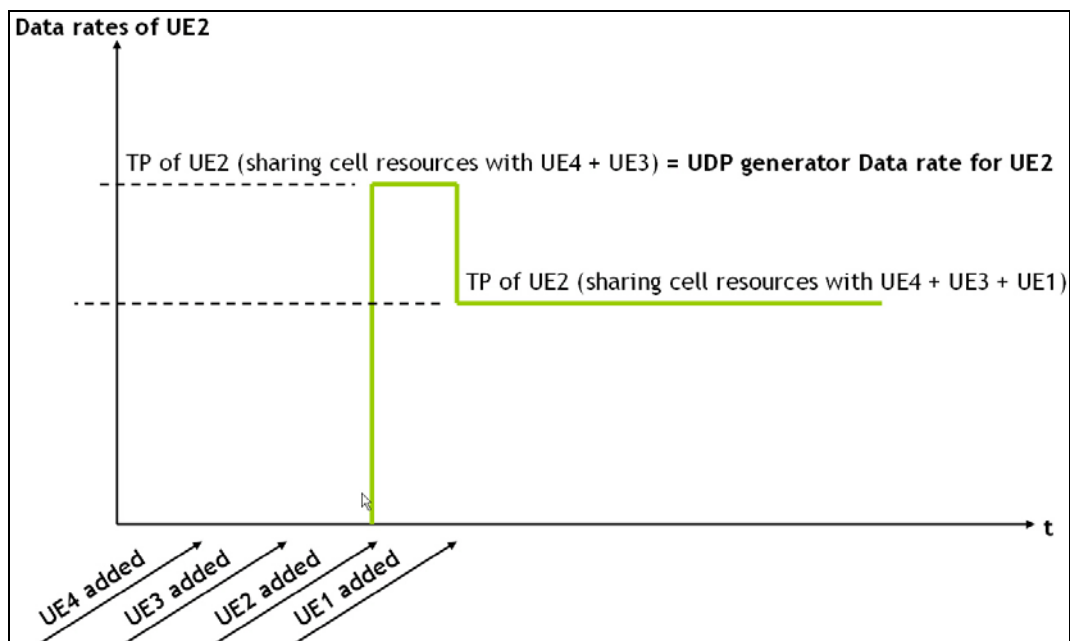 Data rates of UE2
TP of UE2 (sharing cell resources with UE4 + UE3) = UDP generator Data rate for UE2
TP of UE2 (sharing cell resources with UE4 + UE3 + UE1)
t
UE4 added
UE3 added
UE2 added
UE1 added